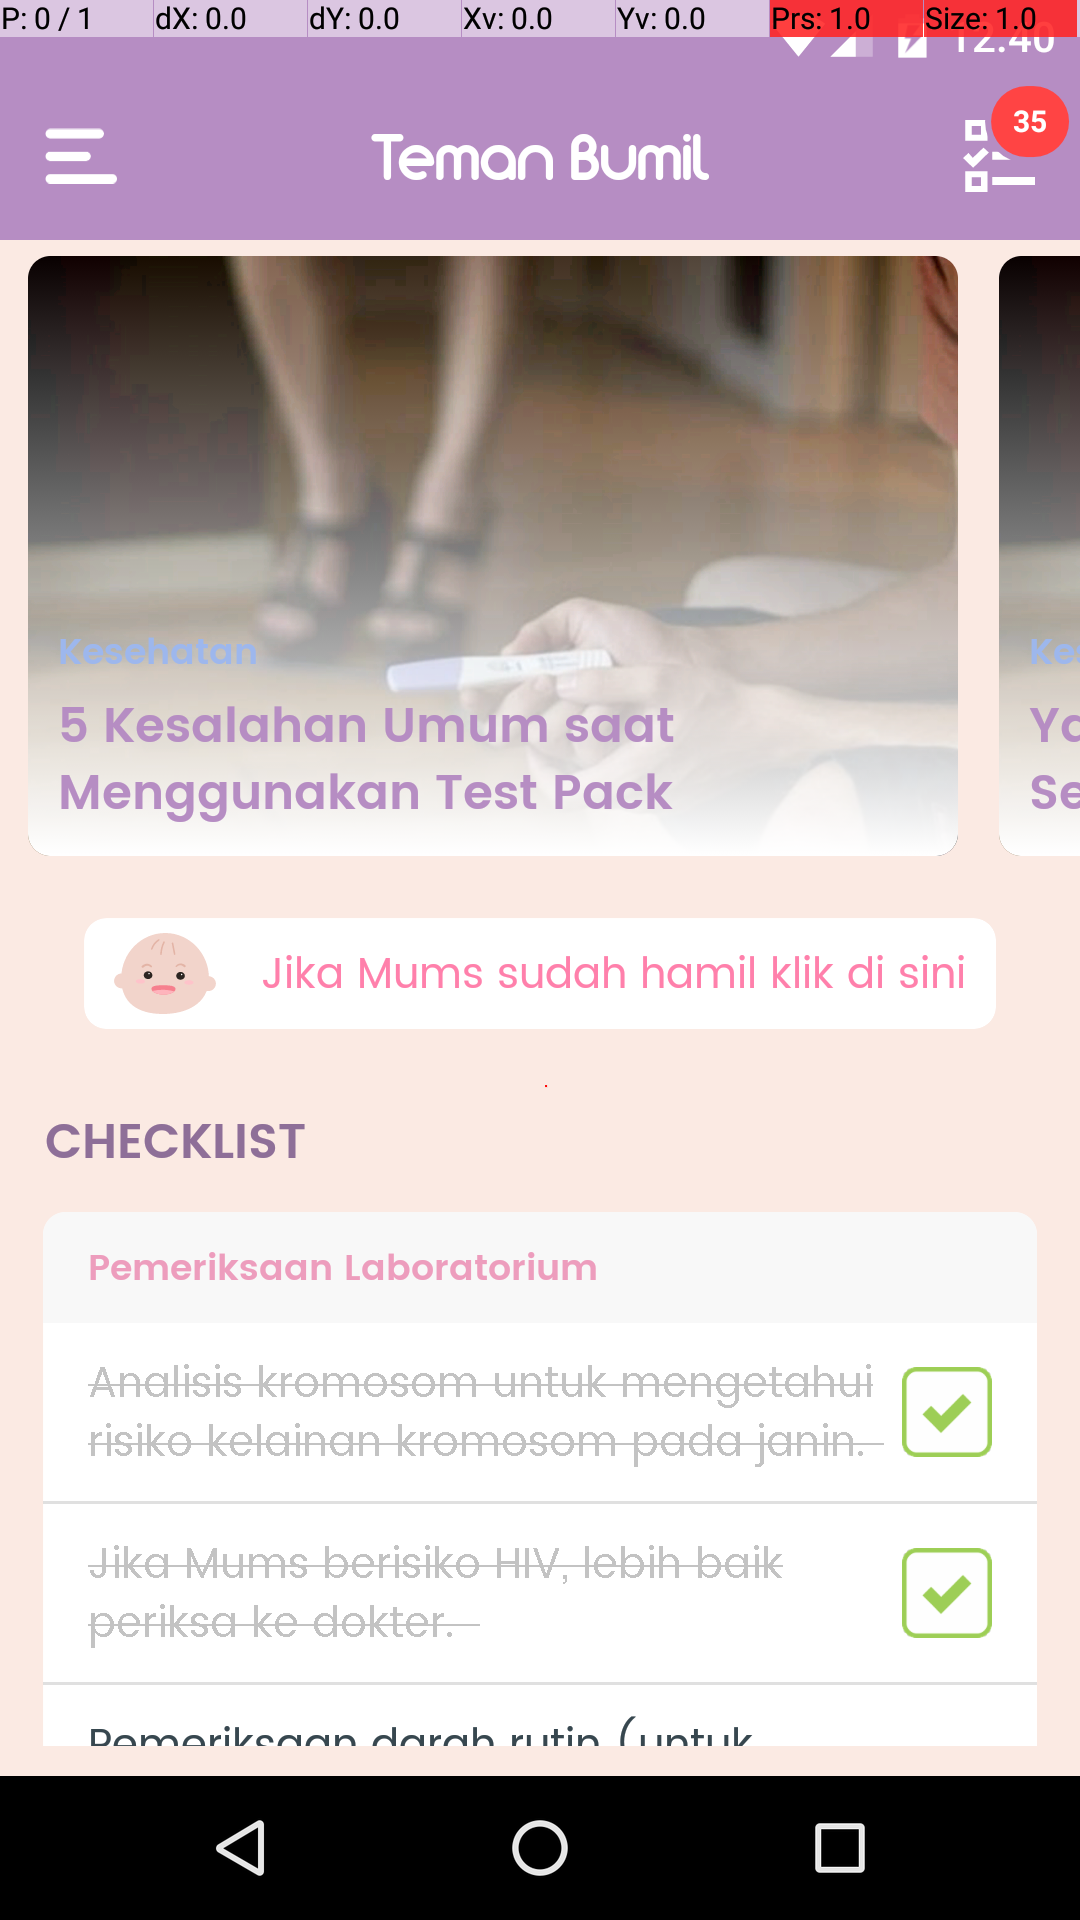 P: 0 / 1 dX: 0.0 dY: 0.0 Xv: 0.0 Yv: 0.0 Prs: 1.0 Size: 1.0
12:40
Teman Bumil
35
Kesehatan
5 Kesalahan Umum saat
Menggunakan Test Pack
Jika Mums sudah hamil klik di sini
CHECKLIST
Pemeriksaan Laboratorium
Analisis kromosom untuk mengetahui
risiko kelainan kromosom pada janin.
Jika Mums berisiko HIV, lebih baik
periksa ke dokter.
Pemeriksaan darah rutin (untuk